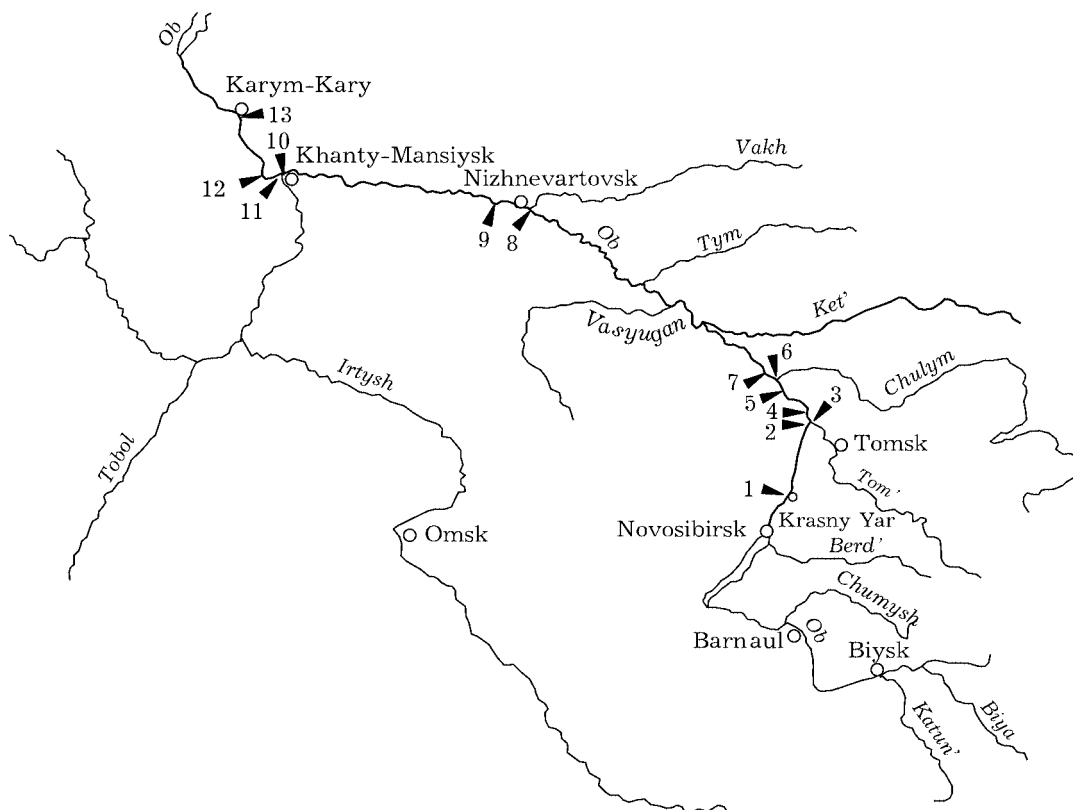 Ob
Karym-Kary
13
10
Khanty-Mansiysk
Vakh
12
11
Nizhnevartovsk
9
8
Ob
Tym
Vasyugan
Ket'
6
7
5
Chulym
Irtysh
4
3
2
Tomsk
Tobol
1
Tom'
Krasny Yar
Novosibirsk
Omsk
Berd'
Chumysh
Ob
Barnaul
Biysk
Katun'
Biya